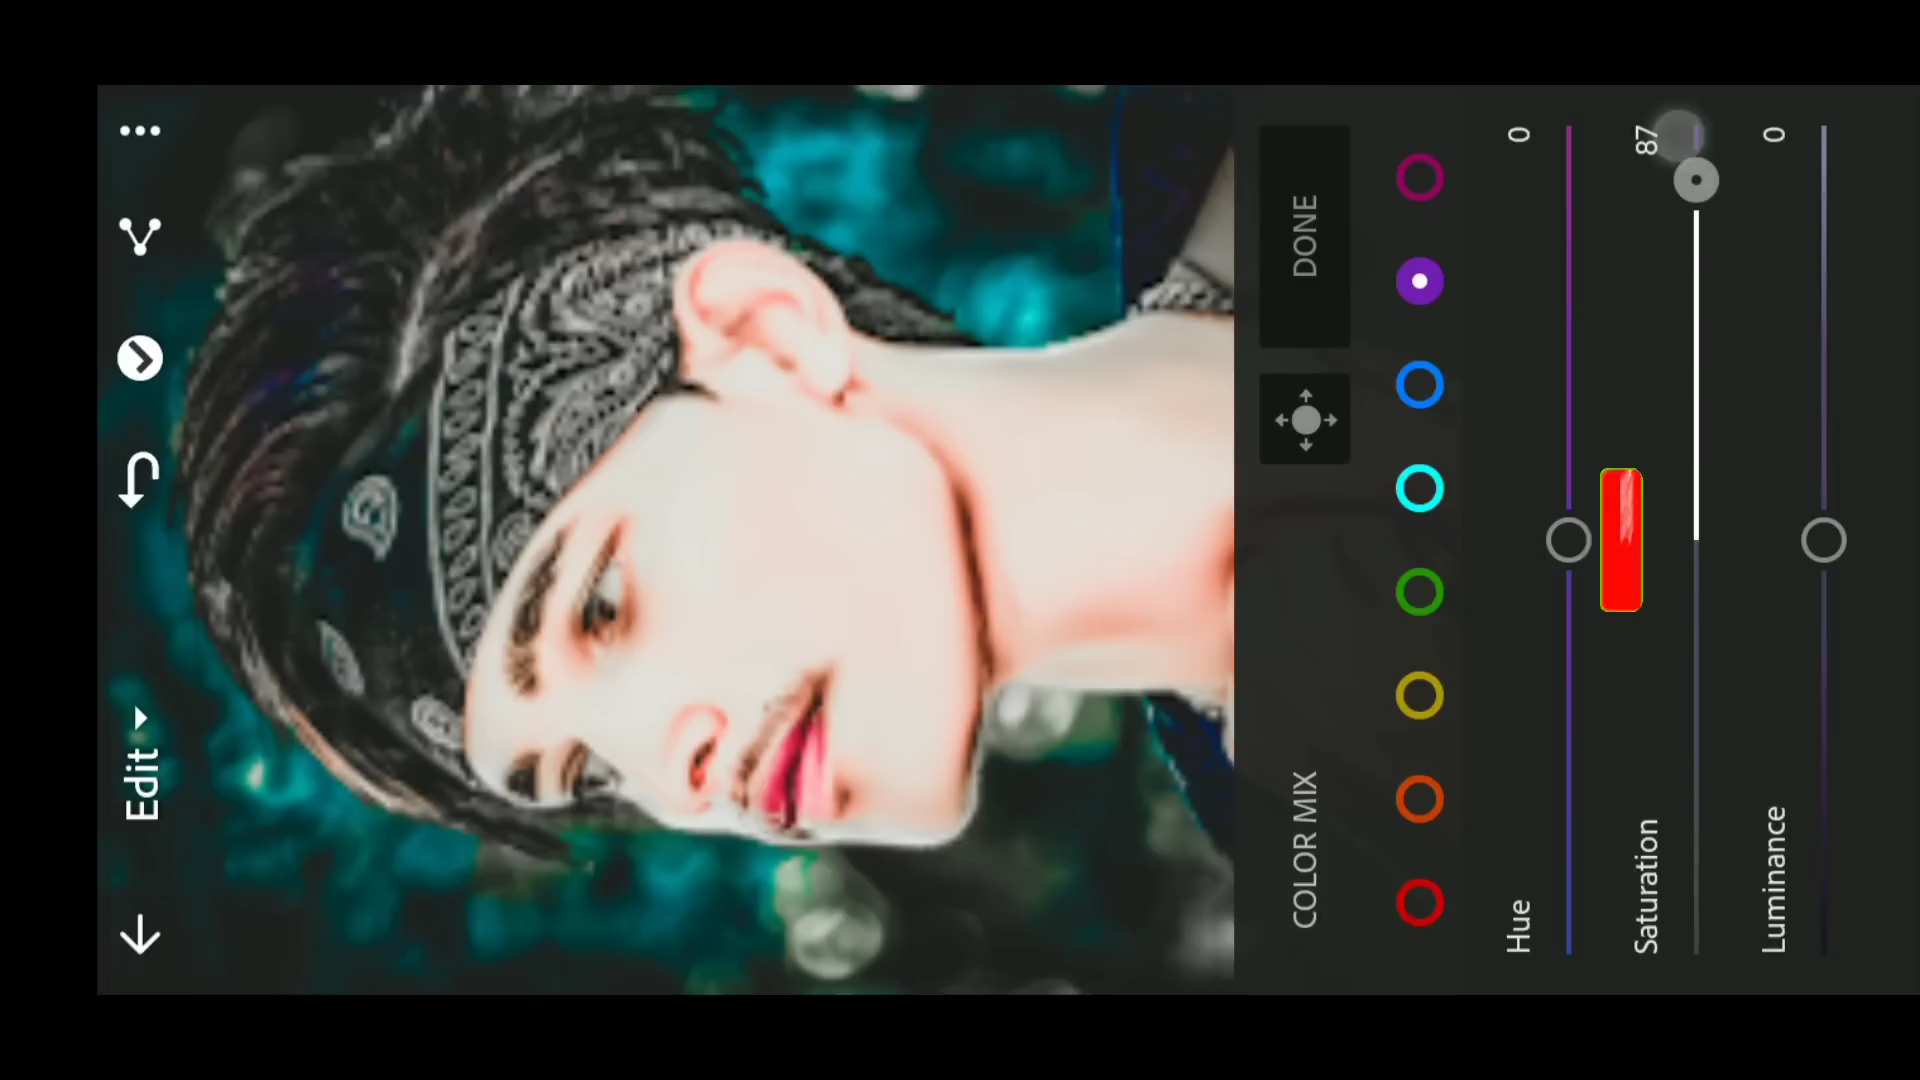 Edit
COLOR MIX
DONE
Hue
0
Saturation
87
Luminance
0